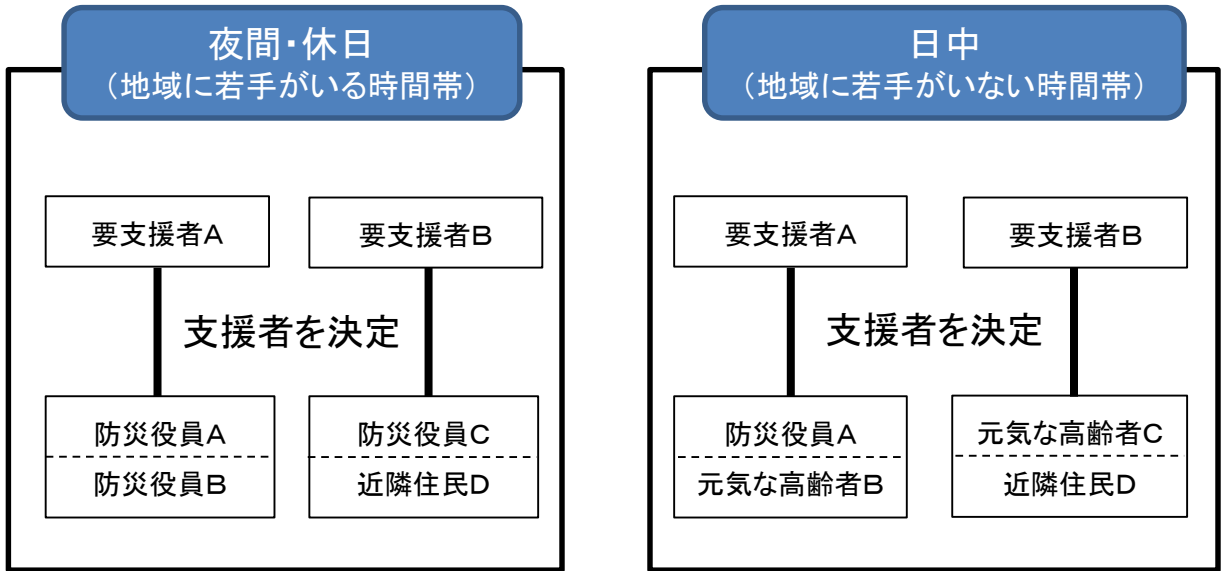 夜間・休日
（地域に若手がいる時間帯）
要支援者A
要支援者B
支援者を決定
防災役員A
防災役員B
防災役員C
近隣住民D
日中
（地域に若手がいない時間帯）
要支援者A
要支援者B
支援者を決定
防災役員A
元気な高齢者B
元気な高齢者C
近隣住民D